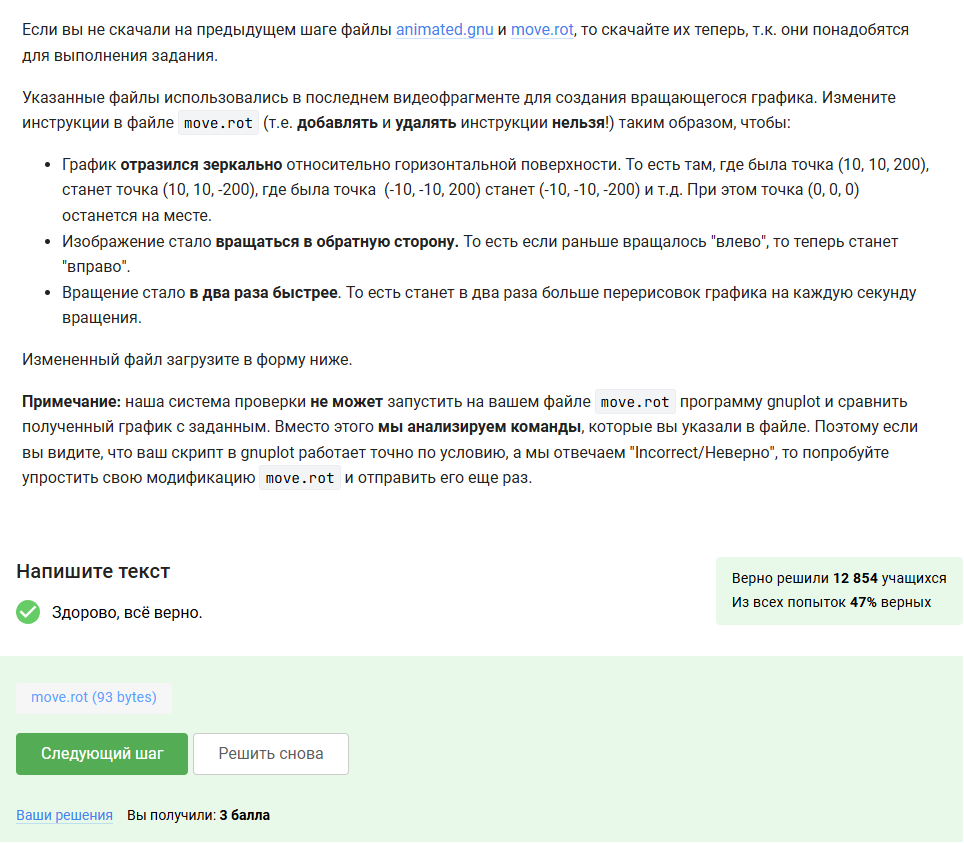 Если вы не скачали на предыдущем шаге файлы animated.gnu и move.rot, то скачайте их теперь, т.к. они понадобятся
для выполнения задания.
Указанные файлы использовались в последнем видеофрагменте для создания вращающегося графика. Измените
инструкции в файле move.rot (т.е. добавлять и удалять инструкции нельзя!) таким образом, чтобы:
• График отразился зеркально относительно горизонтальной поверхности. То есть там, где была точка (10, 10, 200),
станет точка (10, 10, -200), где была точка (-10, -10, 200) станет (-10, -10, -200) и т.д. При этом точка (0, 0, 0)
останется на месте.
• Изображение стало вращаться в обратную сторону. То есть если раньше вращалось "влево", то теперь станет
"вправо".
• Вращение стало в два раза быстрее. То есть станет в два раза больше перерисовок графика на каждую секунду
вращения.
Измененный файл загрузите в форму ниже.
Примечание: наша система проверки не может запустить на вашем файле move.rot программу gnuplot и сравнить
полученный график с заданным. Вместо этого мы анализируем команды, которые вы указали в файле. Поэтому если
вы видите, что ваш скрипт в gnuplot работает точно по условию, а мы отвечаем "Incorrect/Неверно", то попробуйте
упростить свою модификацию move.rot и отправить его еще раз.
Напишите текст
Верно решили 12 854 учащихся
Из всех попыток 47% верных
Здорово, всё верно.
move.rot (93 bytes)
Следующий шаг Решить снова
Ваши решения Вы получили: 3 балла